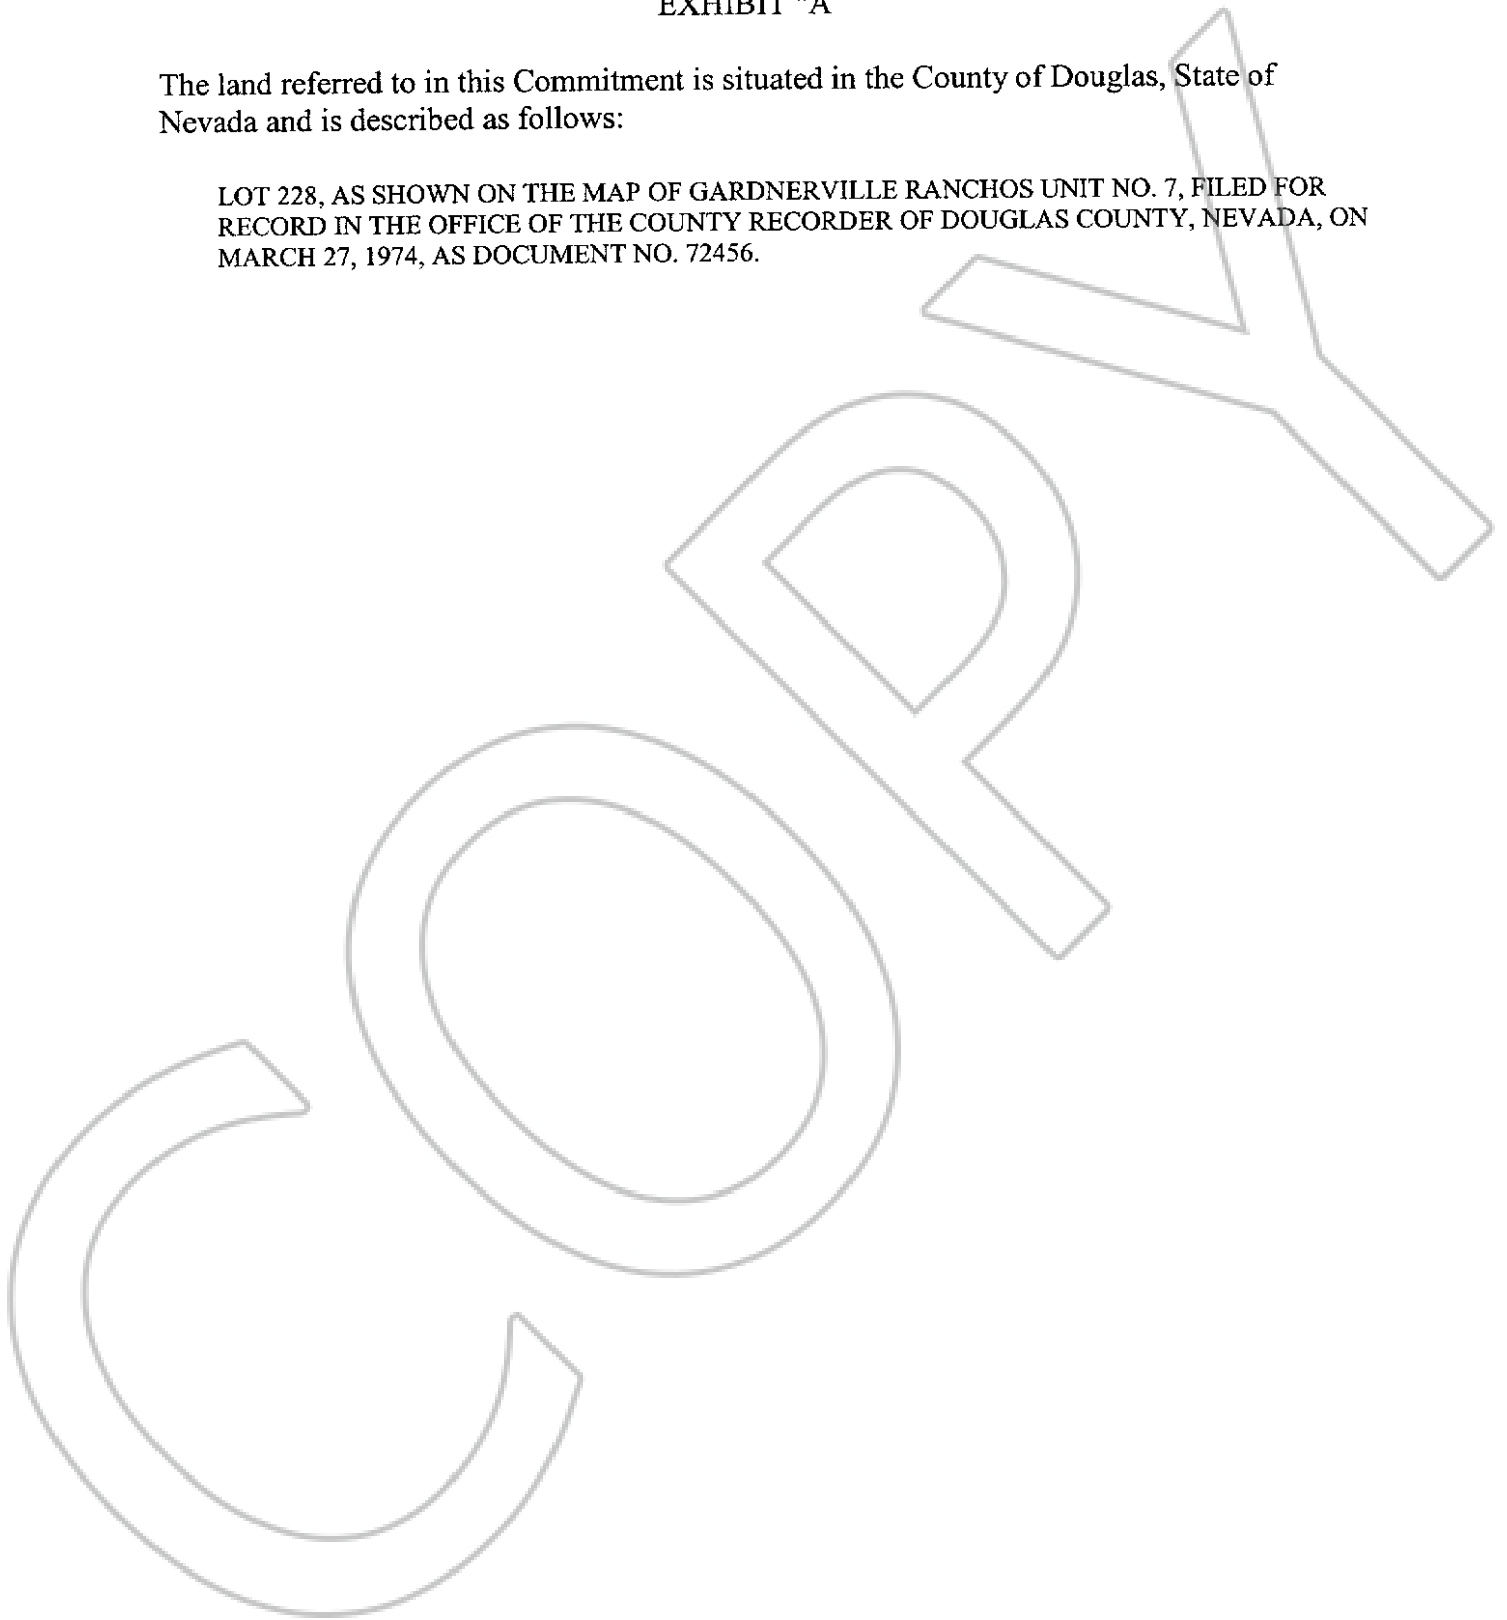 EXHIBIT "A
The land referred to in this Commitment is situated in the County of Douglas, State of
Nevada and is described as follows:
LOT 228, AS SHOWN ON THE MAP OF GARDNERVILLE RANCHOS UNIT NO. 7, FILED FOR
RECORD IN THE OFFICE OF THE COUNTY RECORDER OF DOUGLAS COUNTY, NEVADA, ON
MARCH 27, 1974, AS DOCUMENT NO. 72456.
COPY